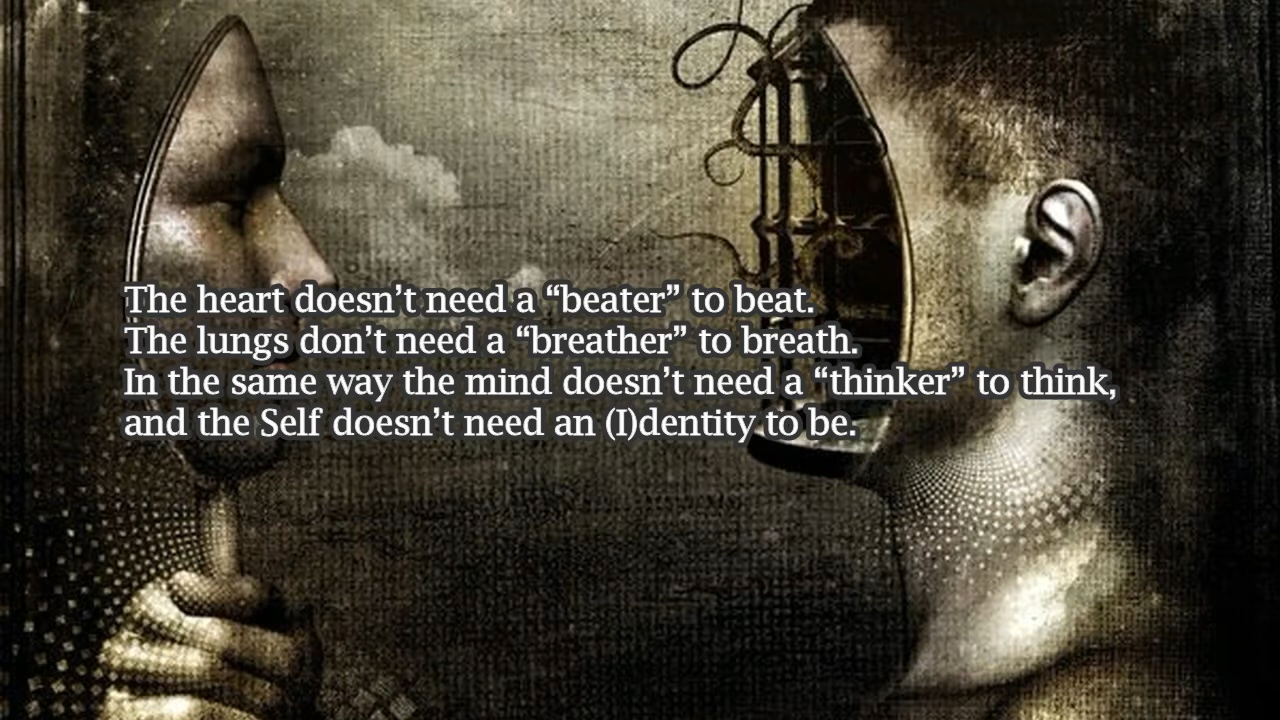 The heart doesn’t need a “beater” to beat.
The lungs don’t need a “breather” to breath.
In the same way the mind doesn’t need a “thinker” to think,
and the Self doesn’t need an (I)dentity to be.